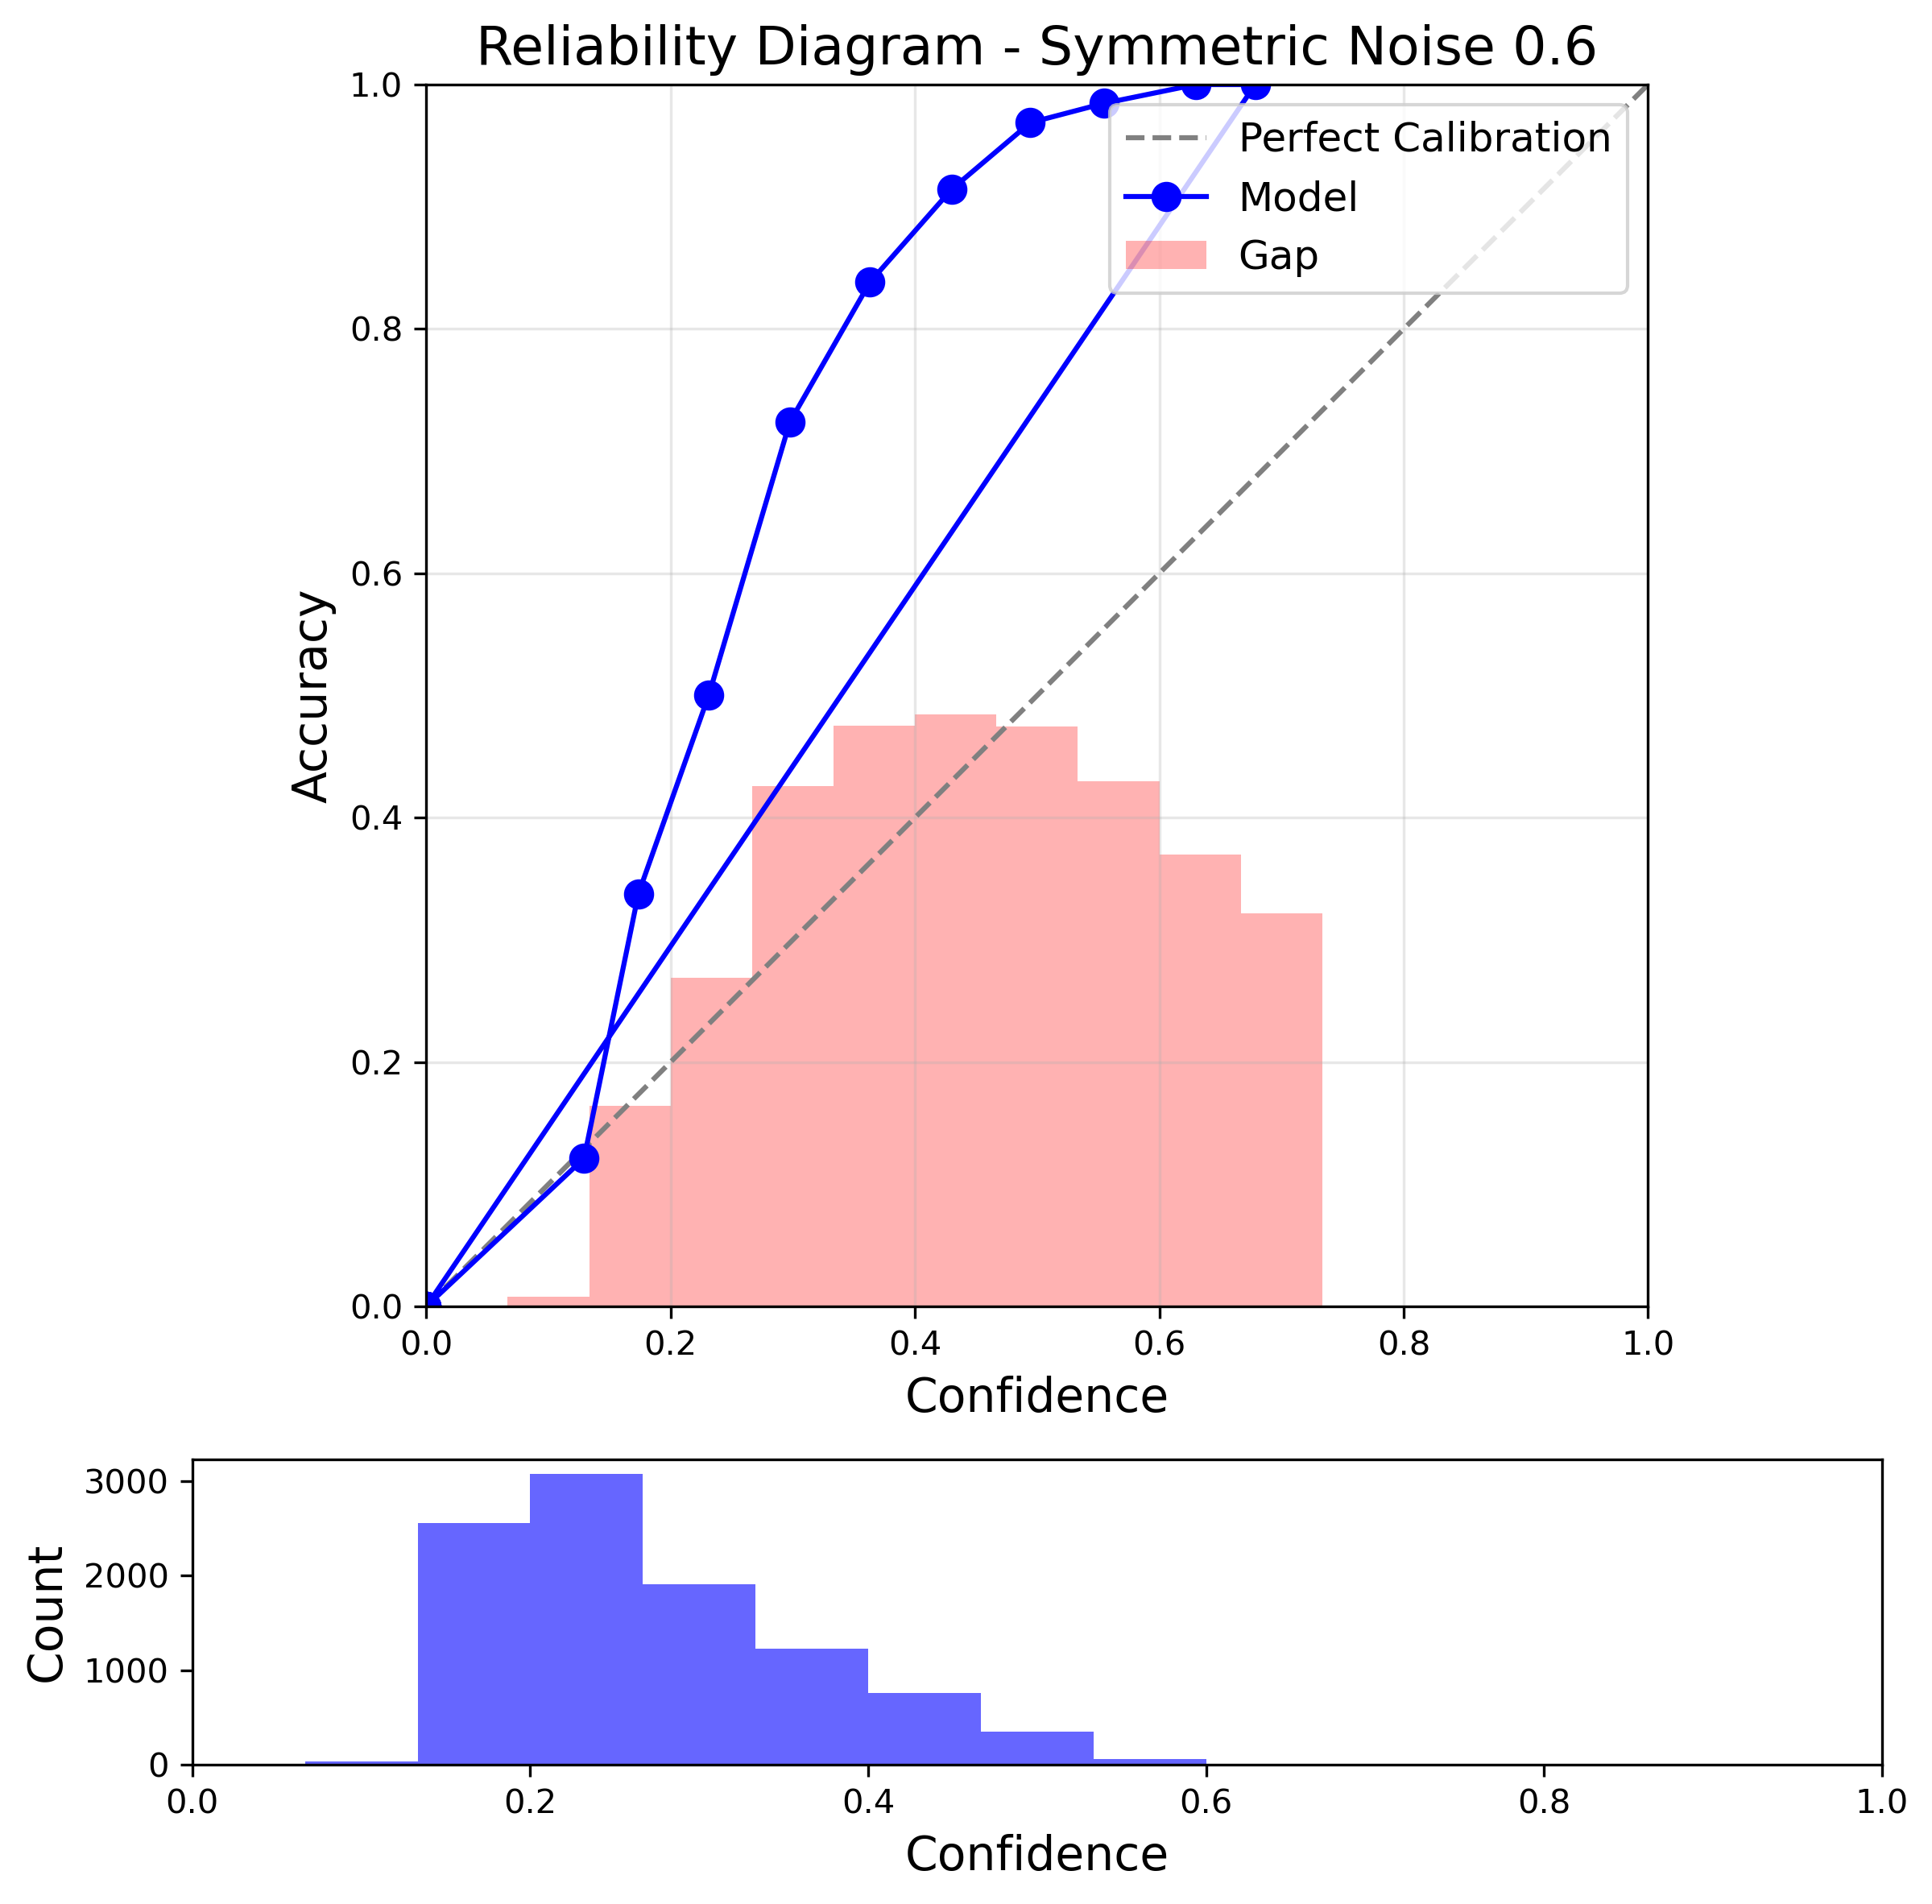 Reliability Diagram - Symmetric Noise 0.6
1.0
0.8
0.6
0.4
0.2
0.0
Accuracy
Perfect Calibration
Model
Gap
0.0 0.2 0.4 0.6 0.8 1.0
Confidence
3000
2000
1000
0
Count
0.0 0.2 0.4 0.6 0.8 1.0
Confidence